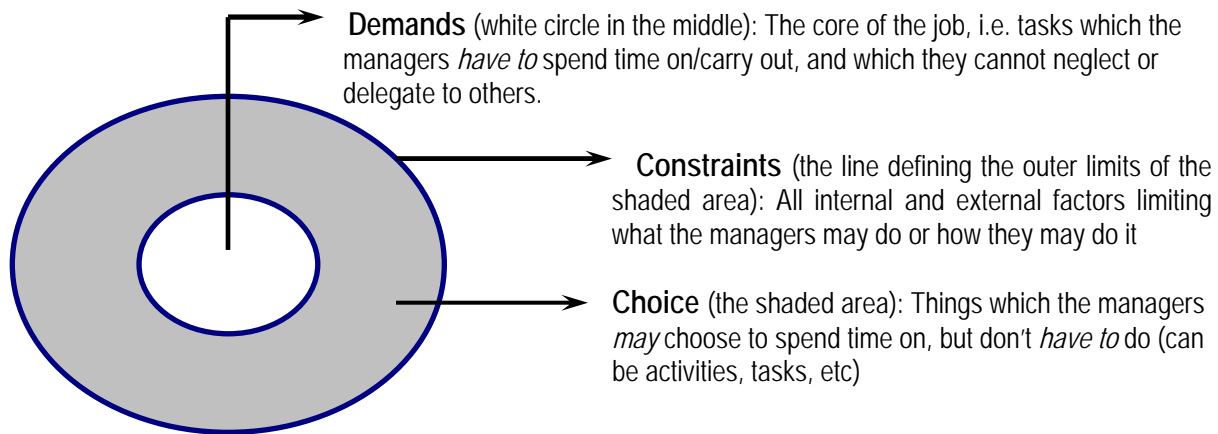 Demands (white circle in the middle): The core of the job, i.e. tasks which the
managers have to spend time on/carry out, and which they cannot neglect or
delegate to others.
Constraints (the line defining the outer limits of the
shaded area): All internal and external factors limiting
what the managers may do or how they may do it
Choice (the shaded area): Things which the managers
may choose to spend time on, but don't have to do (can
be activities, tasks, etc)